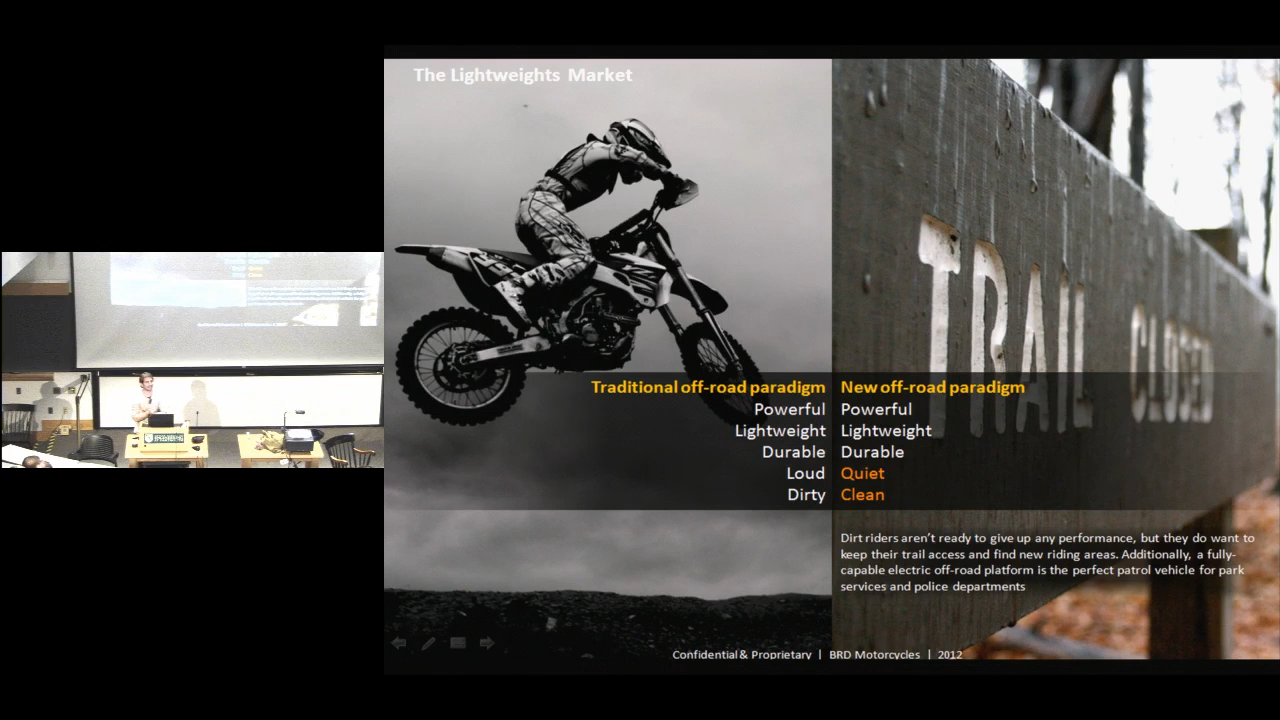 The Lightweights Market
TRAIL CLOSED
Traditional off-road paradigm
Powerful
Lightweight
Durable
Loud
Dirty
New off-road paradigm
Powerful
Lightweight
Durable
Quiet
Clean
Dirt riders aren't ready to give up any performance, but they do want to
keep their trail access and find new riding areas. Additionally, a fully-
capable electric off-road platform is the perfect patrol vehicle for park
services and police departments
Confidential & Proprietary | BRD Motorcycles | 2012